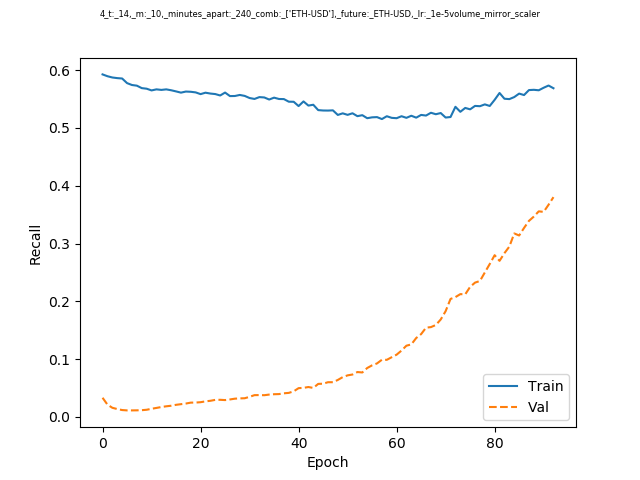 4_t:_14,_m:_10,_minutes_apart:_240_comb:_['ETH-USD'],_future:_ETH-USD,_lr:_1e-5volume_mirror_scaler
0.6
0.5
0.4
0.3
0.2
0.1
0.0
Recall
0 20 40 60 80
Epoch
Train
Val